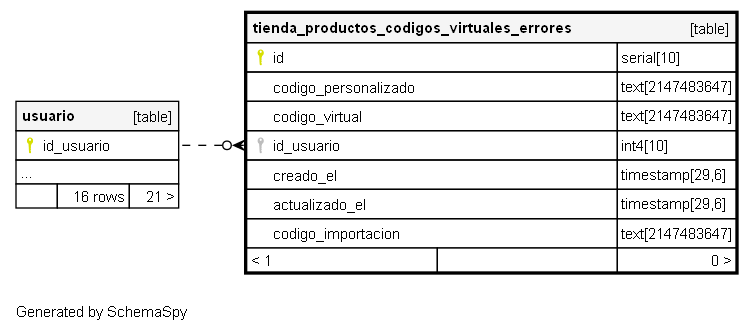 tienda_productos_codigos_virtuales_errores [table]
id serial[10]
codigo_personalizado text[2147483647]
codigo_virtual text[2147483647]
id_usuario int4[10]
creado_el timestamp[29,6]
actualizado_el timestamp[29,6]
codigo_importacion text[2147483647]
< 1 0 >
usuario [table]
id_usuario
...
16 rows 21 >
Generated by SchemaSpy